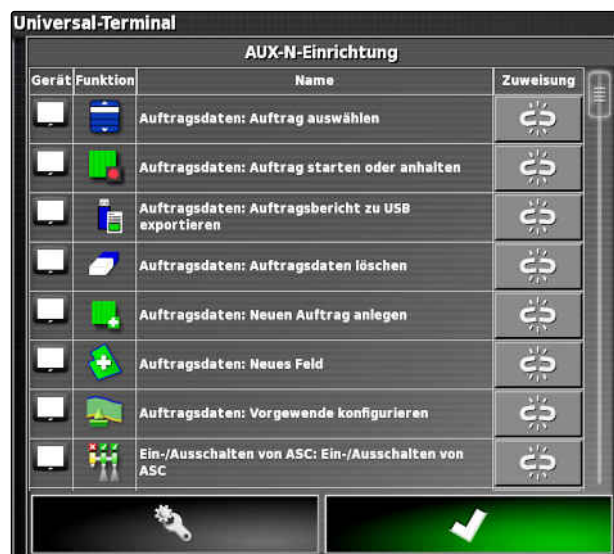 Universal-Terminal
AUX-N-Einrichtung
Gerät Funktion Name Zuweisung
Auftragsdaten: Auftrag auswählen
Auftragsdaten: Auftrag starten oder anhalten
Auftragsdaten: Auftragsbericht zu USB
exportieren
Auftragsdaten: Auftragsdaten löschen
Auftragsdaten: Neuen Auftrag anlegen
Auftragsdaten: Neues Feld
Auftragsdaten: Vorgewende konfigurieren
Ein-/Ausschalten von ASC: Ein-/Ausschalten von
ASC